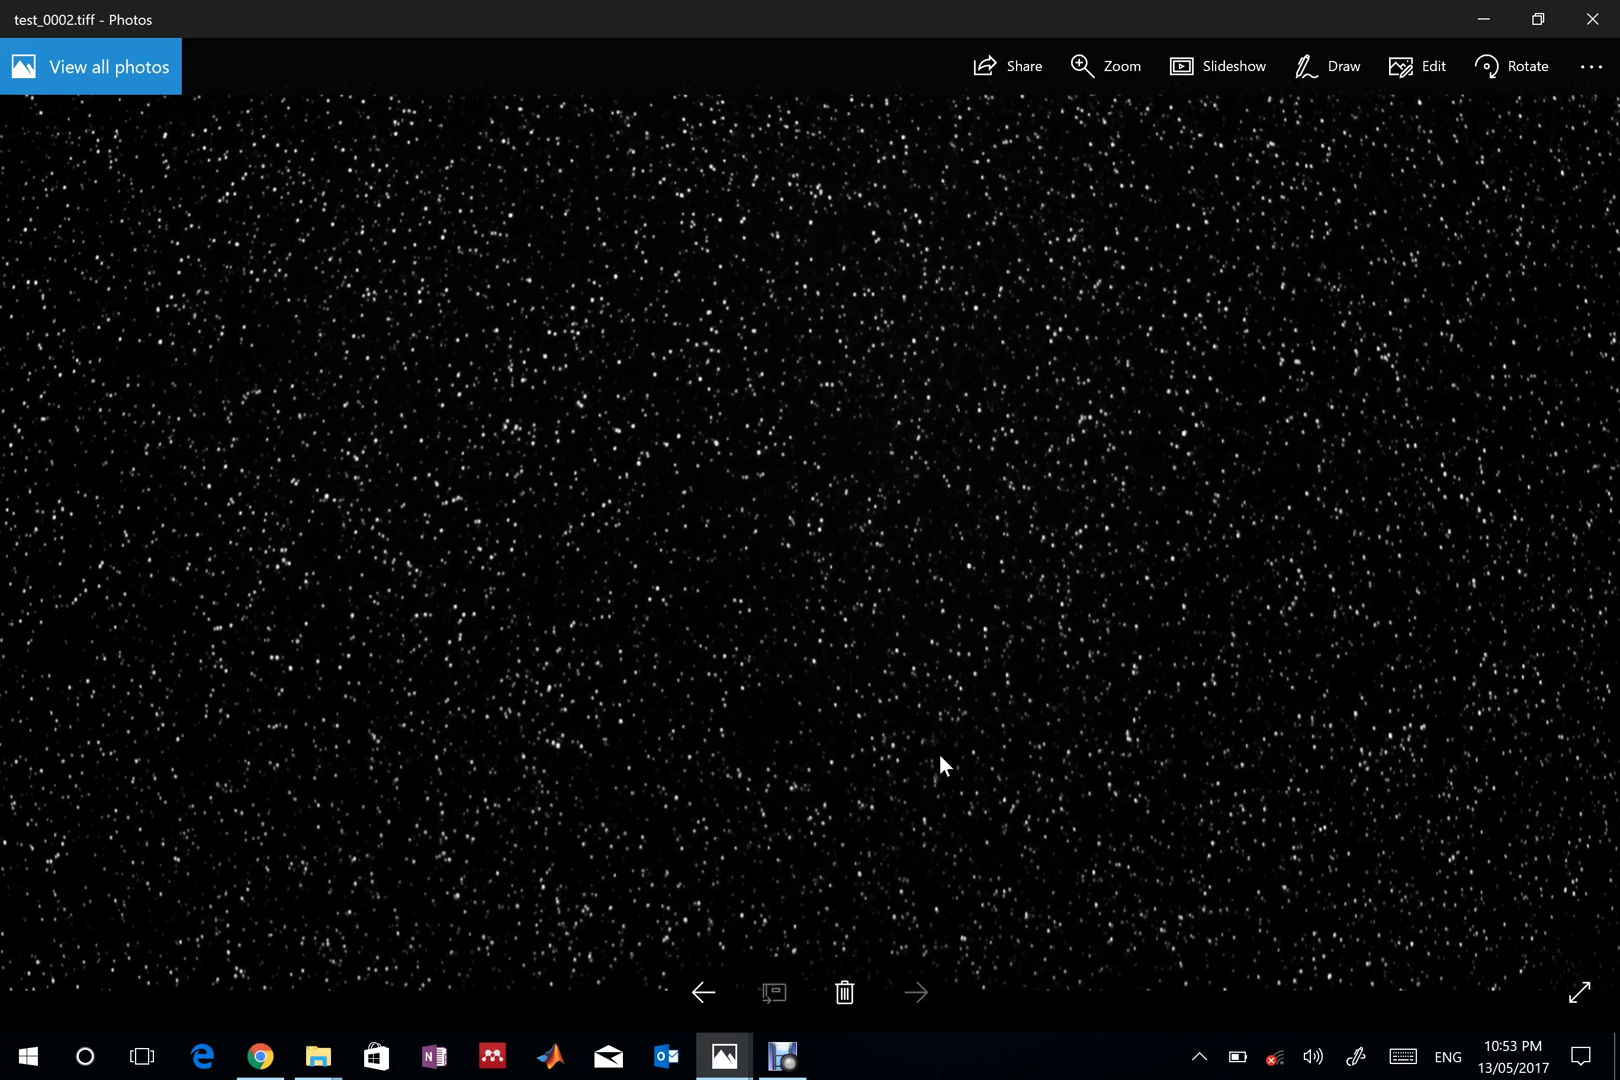 test_0002.tiff - Photos
View all photos
Share Zoom Slideshow Draw Edit Rotate
ENG
10:53 PM
13/05/2017